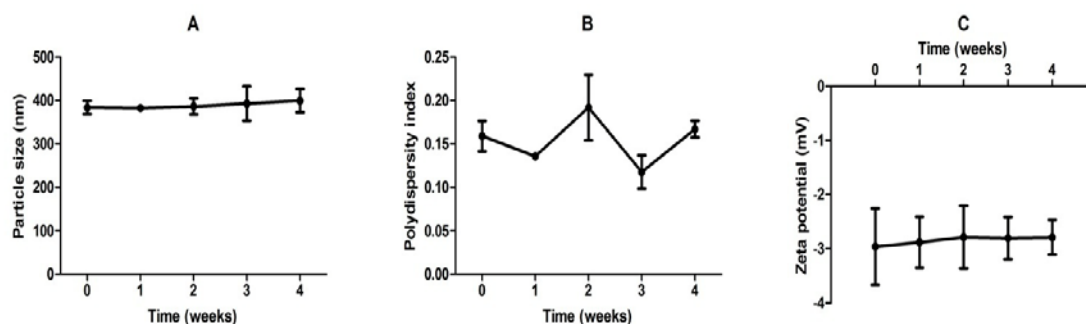 A
500
400
300
200
100
0
Particle size (nm)
0 1 2 3 4
Time (weeks)
B
0.25
0.20
0.15
0.10
0.05
0.00
Polydispersity index
0 1 2 3 4
Time (weeks)
C
Time (weeks)
0 1 2 3 4
0
-1
-2
-3
-4
Zeta potential (mV)